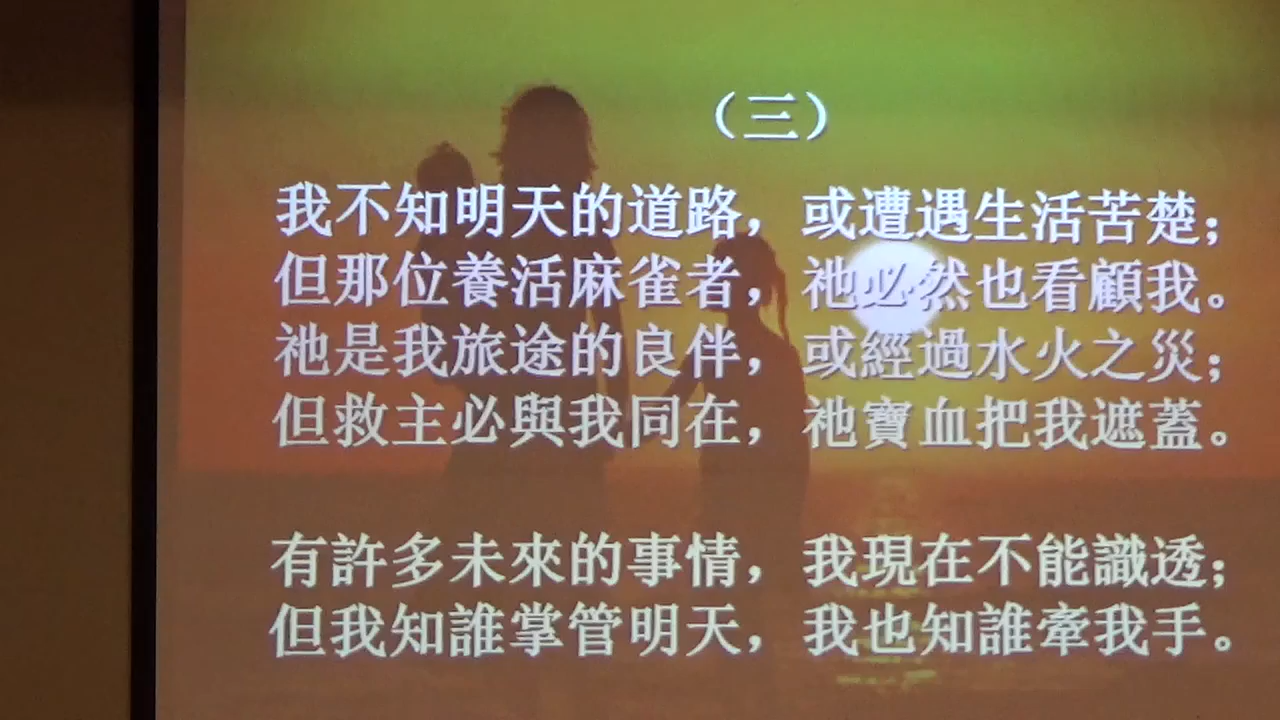 （三）
我不知明天的道路，或遭遇生活苦楚；
但那位養活麻雀者，祂必然也看顧我。
祂是我旅途的良伴，或經過水火之災；
但救主必與我同在，祂寶血把我遮蓋。
有許多未來的事情，我現在不能識透；
但我知誰掌管明天，我也知誰牽我手。